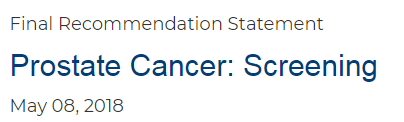 Final Recommendation Statement
Prostate Cancer: Screening
May 08, 2018